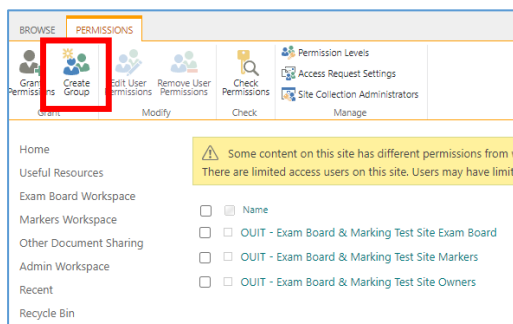 BROWSE PERMISSIONS
Grant Permissions
Create Group
Edit User Permissions
Remove User Permissions
Check Permissions
Permission Levels
Access Request Settings
Site Collection Administrators
Grant Modify Check Manage
Home
Useful Resources
Exam Board Workspace
Markers Workspace
Other Document Sharing
Admin Workspace
Recent
Recycle Bin
Some content on this site has different permissions from
There are limited access users on this site. Users may have limit
Name
OUIT - Exam Board & Marking Test Site Exam Board
OUIT - Exam Board & Marking Test Site Markers
OUIT - Exam Board & Marking Test Site Owners